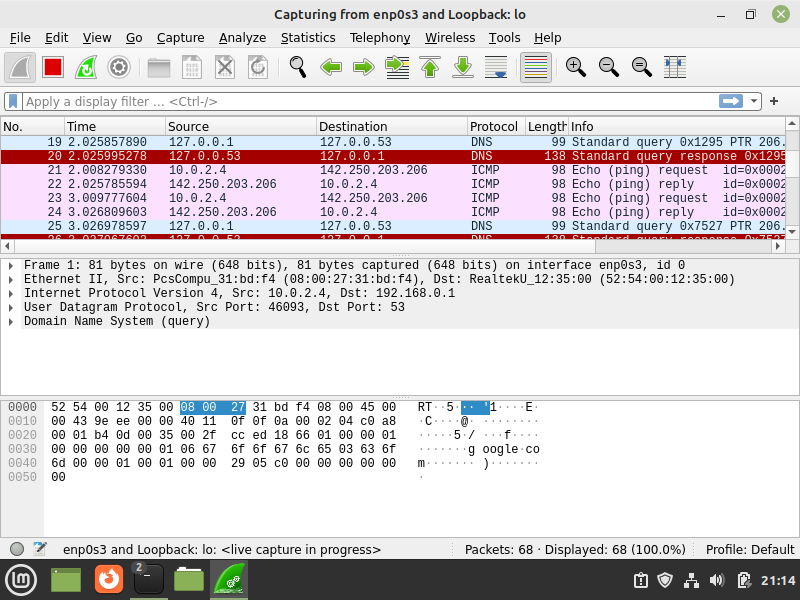 Capturing from enp0s3 and Loopback: lo
File Edit View Go Capture Analyze Statistics Telephony Wireless Tools Help
Apply a display filter ... <Ctrl-/>
No. Time Source Destination Protocol Length Info
19 2.025857890 127.0.0.1 127.0.0.53 DNS 99 Standard query 0x1295 PTR 206.
20 2.025995278 127.0.0.53 127.0.0.1 DNS 138 Standard query response 0x1295
21 2.008279330 10.0.2.4 142.250.203.206 ICMP 98 Echo (ping) request id=0x0002
22 2.025785594 142.250.203.206 10.0.2.4 ICMP 98 Echo (ping) reply id=0x0002
23 3.009777604 10.0.2.4 142.250.203.206 ICMP 98 Echo (ping) request id=0x0002
24 3.026809603 142.250.203.206 10.0.2.4 ICMP 98 Echo (ping) reply id=0x0002
25 3.026978597 127.0.0.1 127.0.0.53 DNS 99 Standard query 0x7527 PTR 206.
Frame 1: 81 bytes on wire (648 bits), 81 bytes captured (648 bits) on interface enp0s3, id 0
Ethernet II, Src: PcsCompu_31:bd:f4 (08:00:27:31:bd:f4), Dst: RealtekU_12:35:00 (52:54:00:12:35:00)
Internet Protocol Version 4, Src: 10.0.2.4, Dst: 192.168.0.1
User Datagram Protocol, Src Port: 46093, Dst Port: 53
Domain Name System (query)
0000 52 54 00 12 35 00 08 00 27 31 bd f4 08 00 45 00 RT··5··· '1····E·
0010 00 43 9e ee 00 00 40 11 0f 0f 0a 00 02 04 c0 a8 ·C····@· ········
0020 00 01 b4 0d 00 35 00 2f cc ed 18 66 01 00 00 01 ·····5·/ ···f····
0030 00 00 00 00 00 01 06 67 6f 6f 67 6c 65 03 63 6f ·······g oogle·co
0040 6d 00 00 01 00 01 00 00 29 05 c0 00 00 00 00 00 m······· )·······
0050 00 ·
enp0s3 and Loopback: lo: <live capture in progress> Packets: 68 · Displayed: 68 (100.0%) Profile: Default
2
21:14